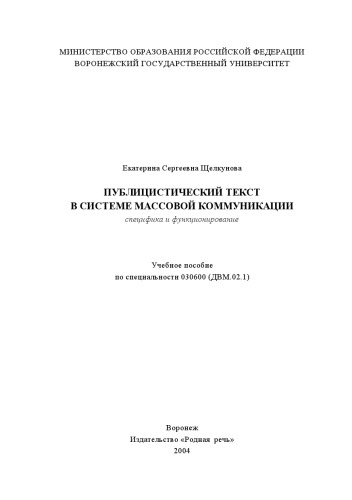 МИНИСТЕРСТВО ОБРАЗОВАНИЯ РОССИЙСКОЙ ФЕДЕРАЦИИ
ВОРОНЕЖСКИЙ ГОСУДАРСТВЕННЫЙ УНИВЕРСИТЕТ
Екатерина Сергеевна Щелкунова
ПУБЛИЦИСТИЧЕСКИЙ ТЕКСТ
В СИСТЕМЕ МАССОВОЙ КОММУНИКАЦИИ
специфика и функционирование
Учебное пособие
по специальности 030600 (ДВМ.02.1)
Воронеж
Издательство «Родная речь»
2004